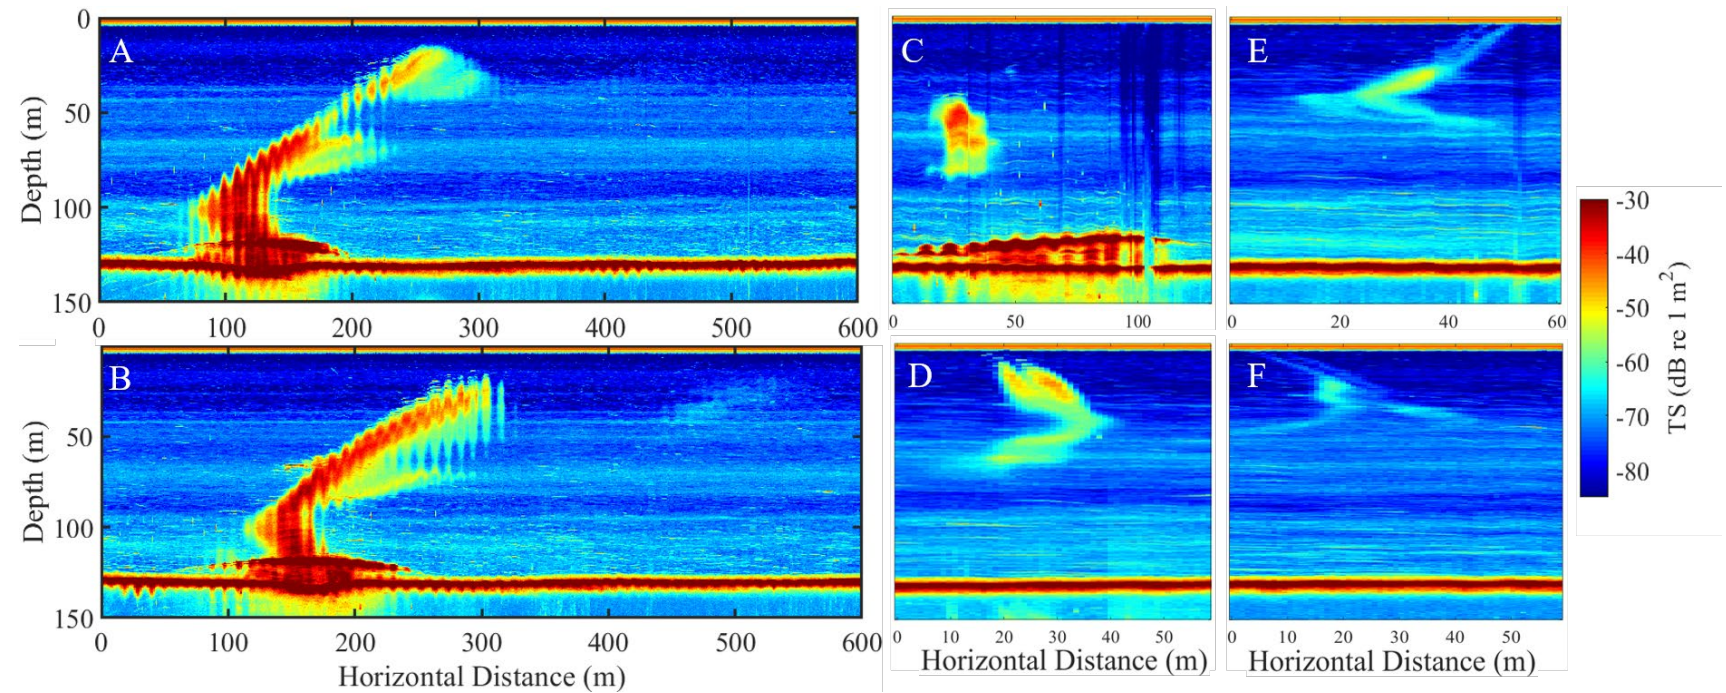 A
0
50
100
150
Depth (m)
0 100 200 300 400 500 600
B
50
100
150
Depth (m)
0 100 200 300 400 500 600
Horizontal Distance (m)
C
0 50 100
D
0 10 20 30 40 50
Horizontal Distance (m)
E
0 20 40 60
F
0 10 20 30 40 50
Horizontal Distance (m)
-30
-40
-50
-60
-70
-80
TS (dB re 1 m²)